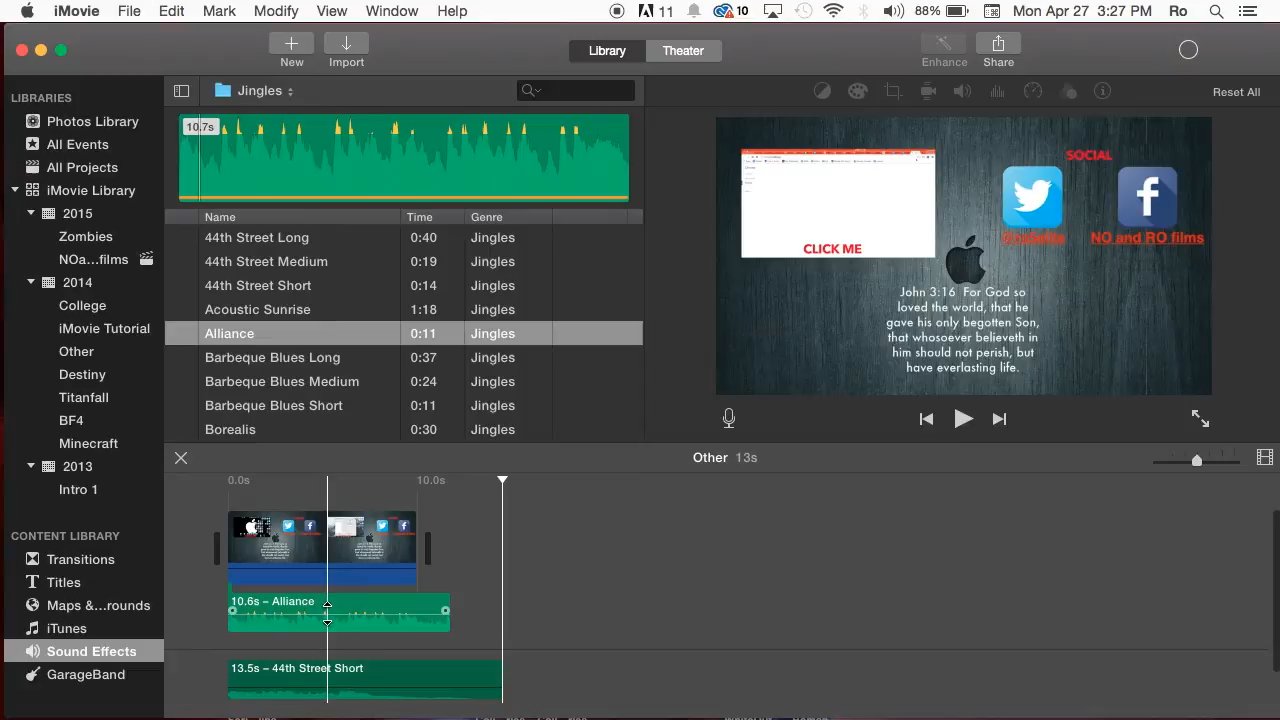 iMovie File Edit Mark Modify View Window Help 11 10 88% Mon Apr 27 3:27 PM Ro
New
Import
Library
Theater
Enhance
Share
LIBRARIES
Photos Library
All Events
All Projects
iMovie Library
2015
Zombies
NOa...films
2014
College
iMovie Tutorial
Other
Destiny
Titanfall
BF4
Minecraft
2013
Intro 1
CONTENT LIBRARY
Transitions
Titles
Maps &...rounds
iTunes
Sound Effects
GarageBand
Jingles
10.7s
Name Time Genre
44th Street Long 0:40 Jingles
44th Street Medium 0:19 Jingles
44th Street Short 0:14 Jingles
Acoustic Sunrise 1:18 Jingles
Alliance 0:11 Jingles
Barbeque Blues Long 0:37 Jingles
Barbeque Blues Medium 0:24 Jingles
Barbeque Blues Short 0:11 Jingles
Borealis 0:30 Jingles
Reset All
CLICK ME
SOCIAL
NO and RO films
John 3:16 For God so
loved the world, that he
gave his only begotten Son,
that whosoever believeth in
him should not perish, but
have everlasting life.
Other 13s
0.0s 10.0s
10.6s – Alliance
13.5s – 44th Street Short